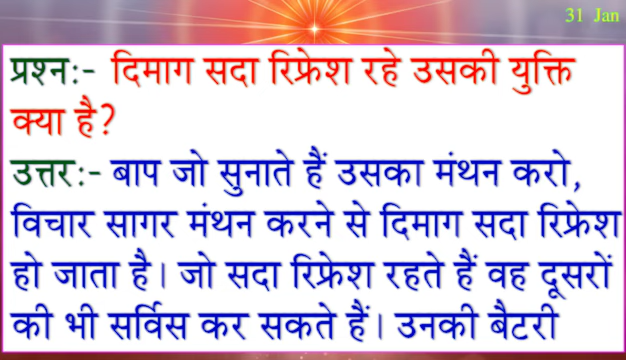 31 Jan
प्रश्न:- दिमाग सदा रिफ्रेश रहे उसकी युक्ति
क्या है?
उत्तर:- बाप जो सुनाते हैं उसका मंथन करो,
विचार सागर मंथन करने से दिमाग सदा रिफ्रेश
हो जाता है। जो सदा रिफ्रेश रहते हैं वह दूसरों
की भी सर्विस कर सकते हैं। उनकी बैटरी